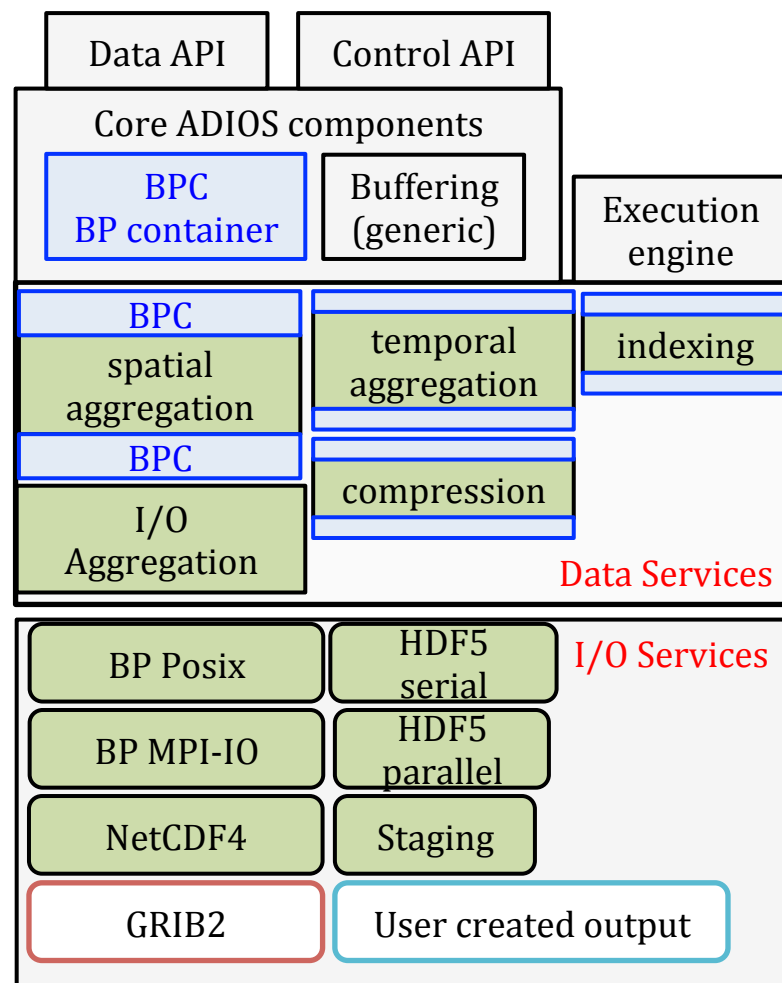 Data API
Control API
Core ADIOS components
BPC
BP container
Buffering
(generic)
Execution
engine
BPC
spatial
aggregation
BPC
I/O
Aggregation
temporal
aggregation
compression
indexing
Data Services
I/O Services
BP Posix
HDF5
serial
BP MPI-IO
HDF5
parallel
NetCDF4
Staging
GRIB2
User created output